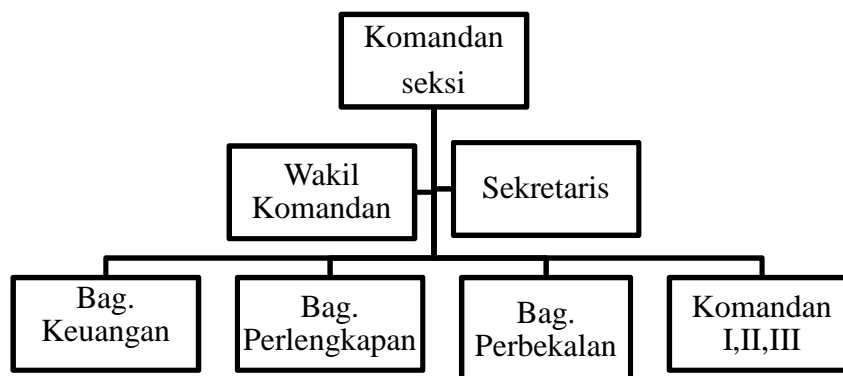 Komandan
seksi
Wakil
Komandan
Sekretaris
Bag.
Keuangan
Bag.
Perlengkapan
Bag.
Perbekalan
Komandan
I,II,III